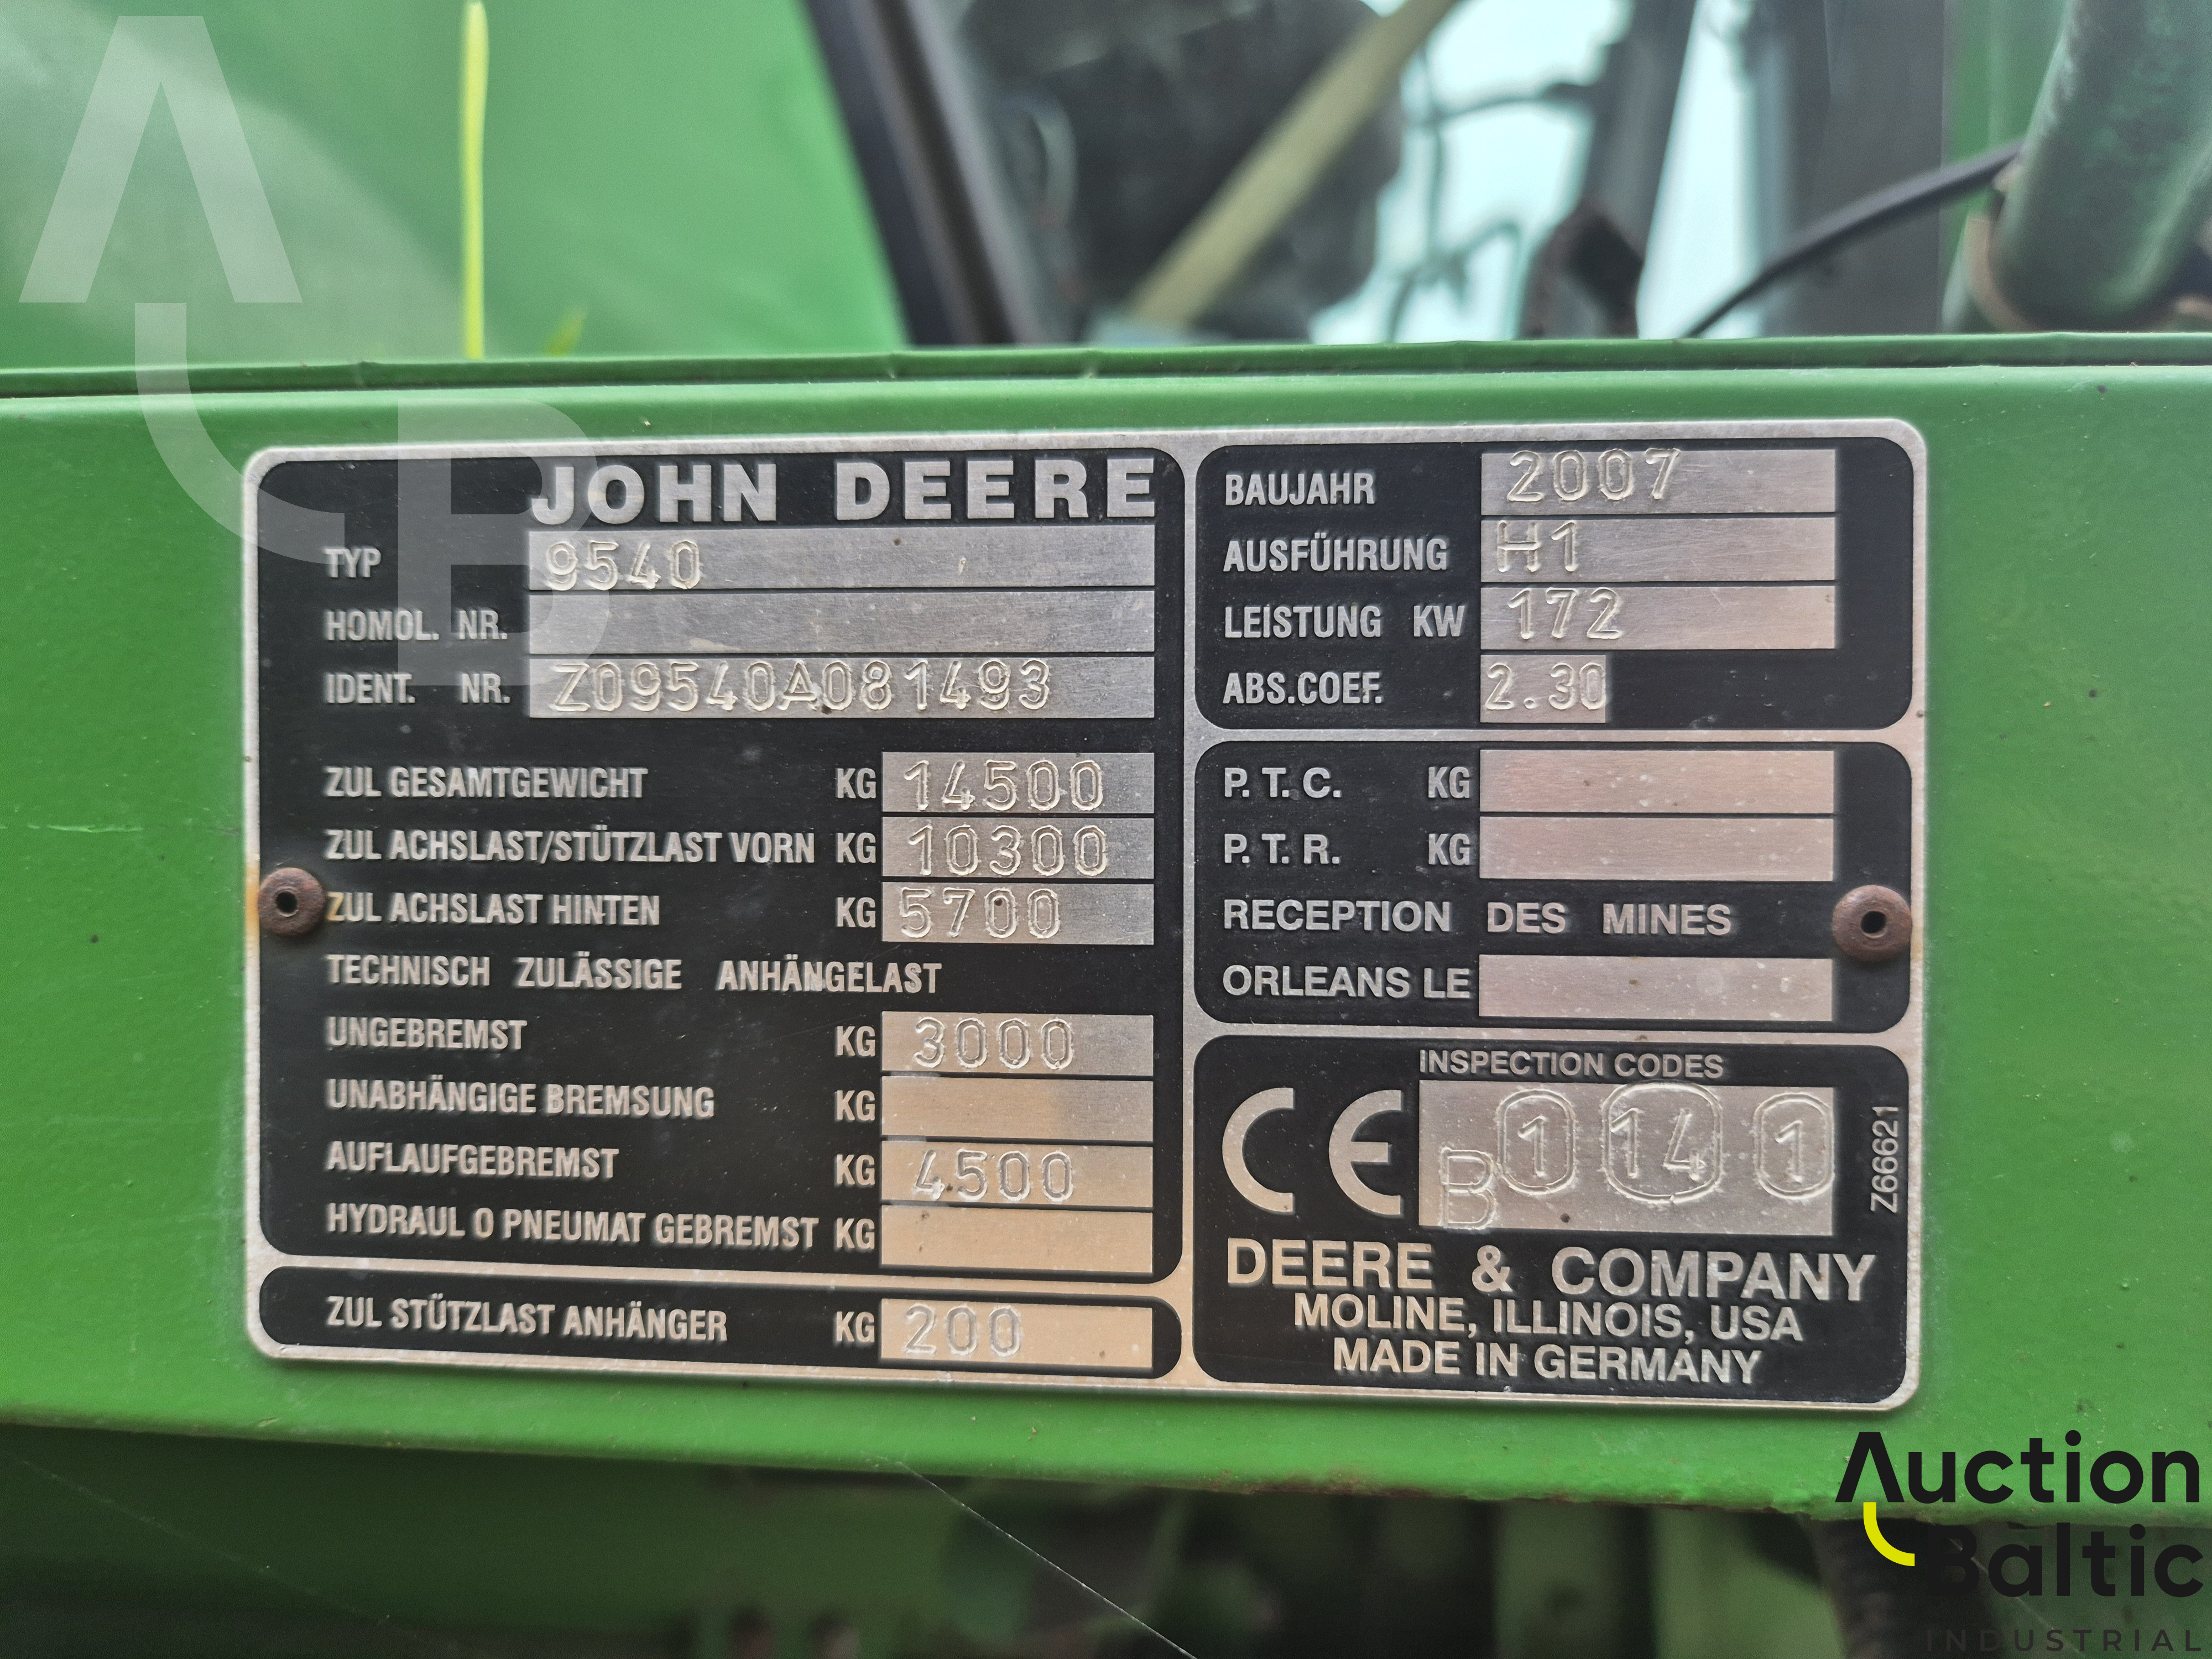 JOHN DEERE
TYP 9540
HOMOL. NR.
IDENT. NR. Z09540A081493
ZUL GESAMTGEWICHT KG 14500
ZUL ACHSLAST/STÜTZLAST VORN KG 10300
ZUL ACHSLAST HINTEN KG 5700
TECHNISCH ZULÄSSIGE ANHÄNGELAST
UNGEBREMST KG 3000
UNABHÄNGIGE BREMSUNG KG
AUFLAUFGEBREMST KG 4500
HYDRAUL O PNEUMAT GEBREMST KG
ZUL STÜTZLAST ANHÄNGER KG 200
BAUJAHR 2007
AUSFÜHRUNG H1
LEISTUNG KW 172
ABS.COEF. 2.30
P. T. C. KG
P. T. R. KG
RECEPTION DES MINES
ORLEANS LE
INSPECTION CODES
CE B 1 14 1
Z66621
DEERE & COMPANY
MOLINE, ILLINOIS, USA
MADE IN GERMANY
AB
Auction
Baltic
INDUSTRIAL